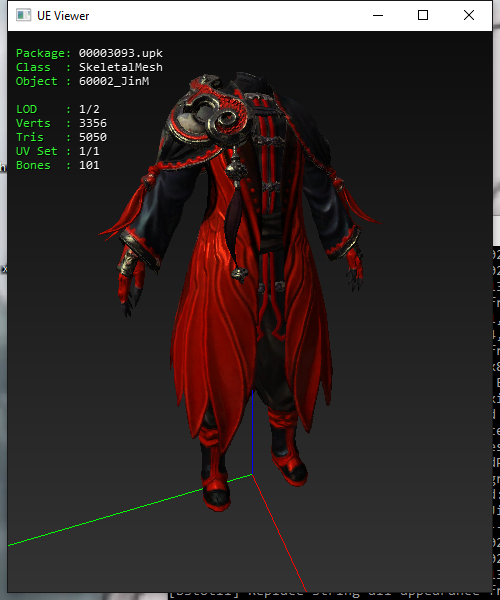 UE Viewer
Package: 00003093.upk
Class : SkeletalMesh
Object : 60002_JinM
LOD : 1/2
Verts : 3356
Tris : 5050
UV Set : 1/1
Bones : 101